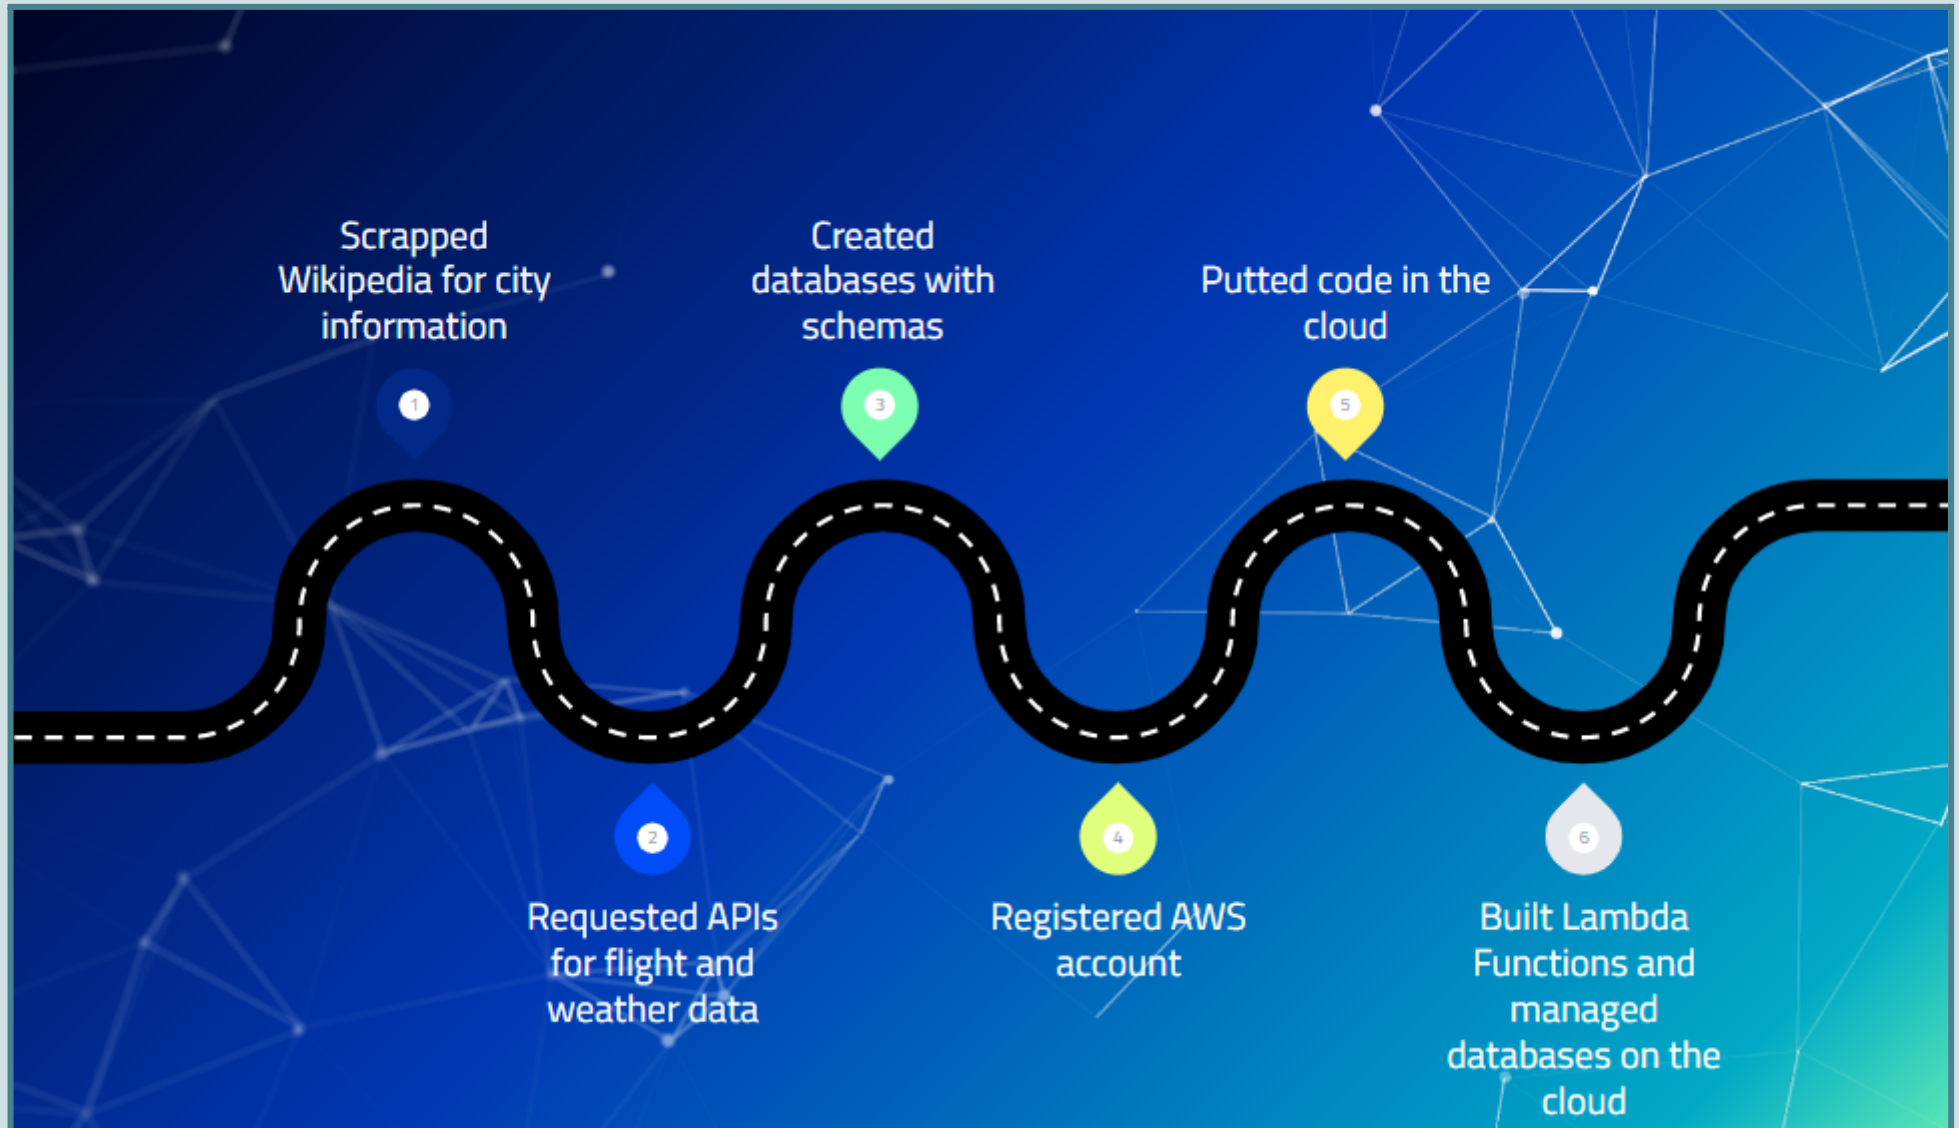 Scrapped
Wikipedia for city
information
1
Requested APIs
for flight and
weather data
2
Created
databases with
schemas
3
Registered AWS
account
4
Putted code in the
cloud
5
Built Lambda
Functions and
managed
databases on the
cloud
6